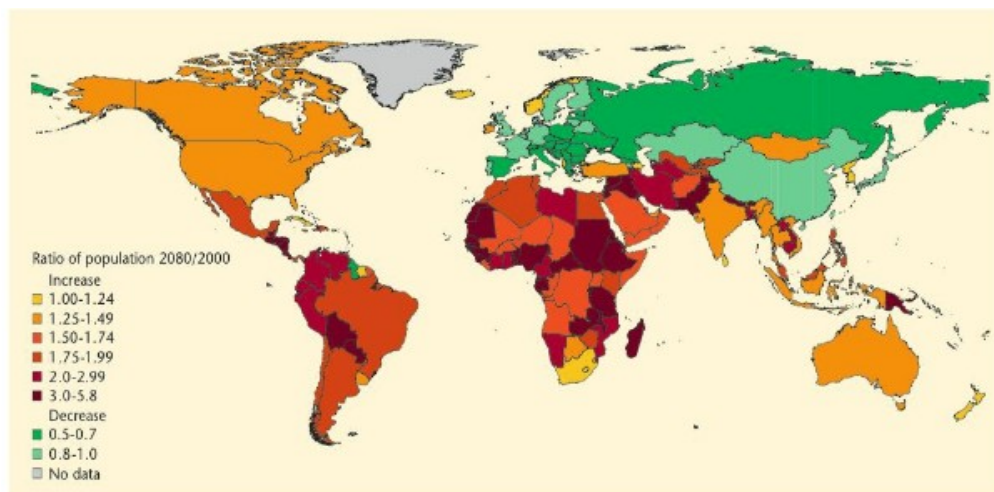 Ratio of population 2080/2000
Increase
1.00-1.24
1.25-1.49
1.50-1.74
1.75-1.99
2.0-2.99
3.0-5.8
Decrease
0.5-0.7
0.8-1.0
No data